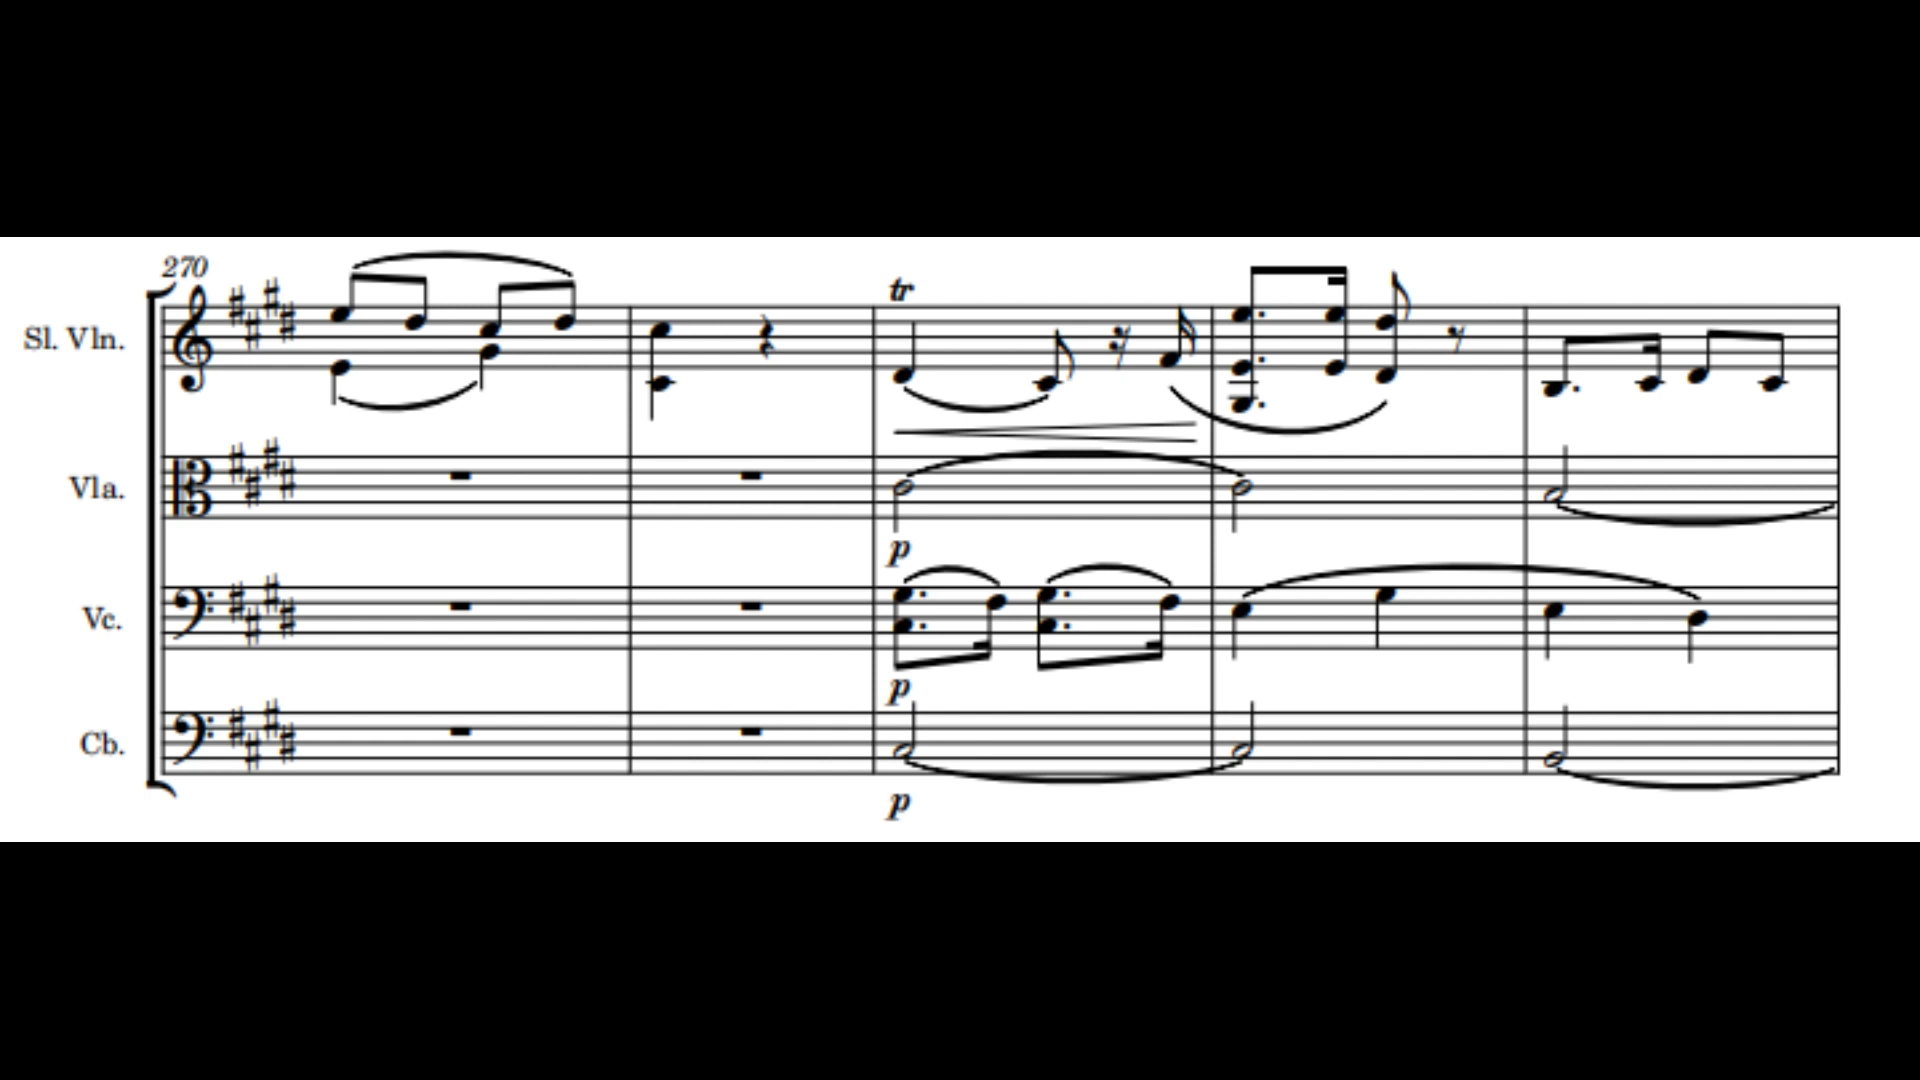 270
Sl. Vln.
tr
Vla.
p
Vc.
p
Cb.
p